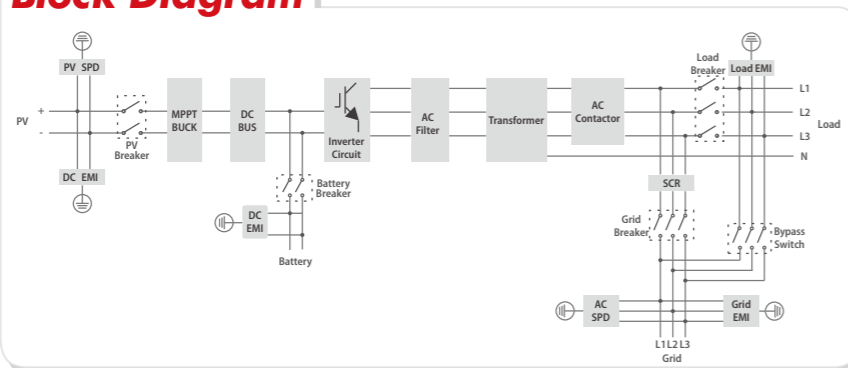 Block Diagram
PV SPD
Load
Breaker
Load EMI
L1
L2
L3
Load
N
PV
+
-
PV
Breaker
MPPT
BUCK
DC
BUS
Inverter
Circuit
AC
Filter
Transformer
AC
Contactor
DC EMI
Battery
Breaker
DC
EMI
Battery
SCR
Grid
Breaker
Bypass
Switch
AC
SPD
Grid
EMI
L1 L2 L3
Grid